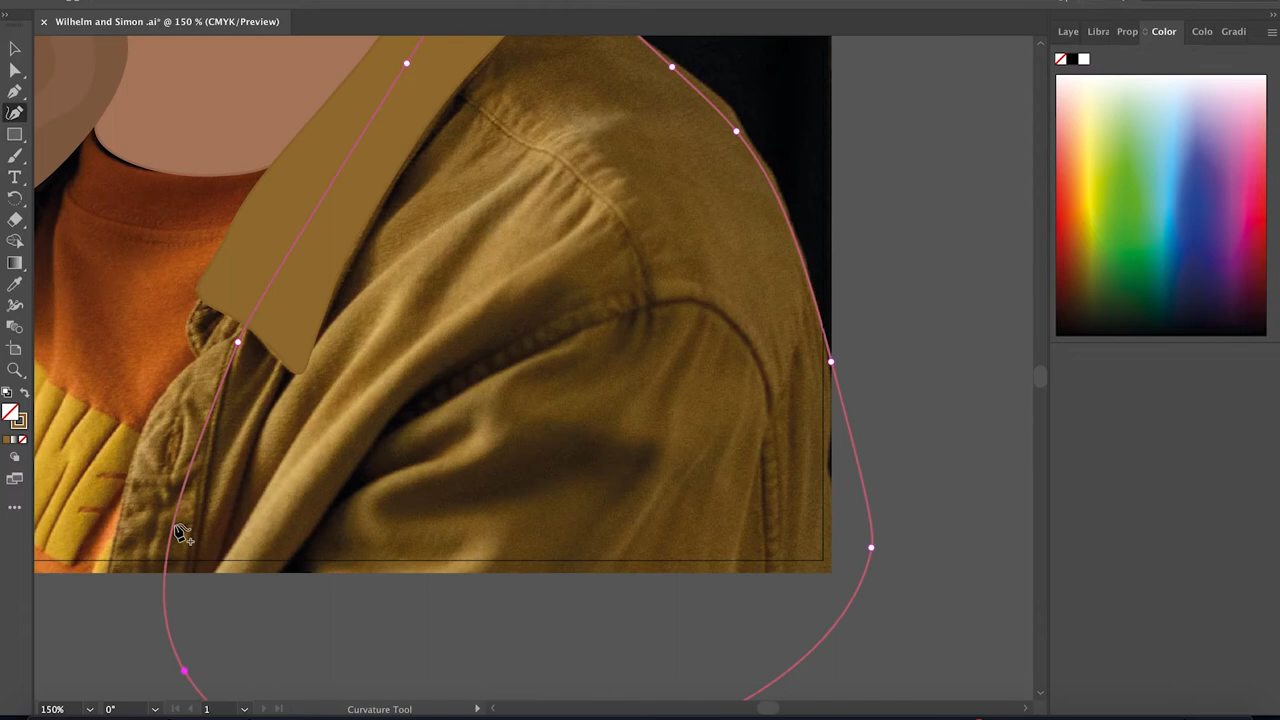 Wilhelm and Simon .ai* @ 150 % (CMYK/Preview)
Laye Libra Prop Color Colo Gradi
150% 0° 1 Curvature Tool